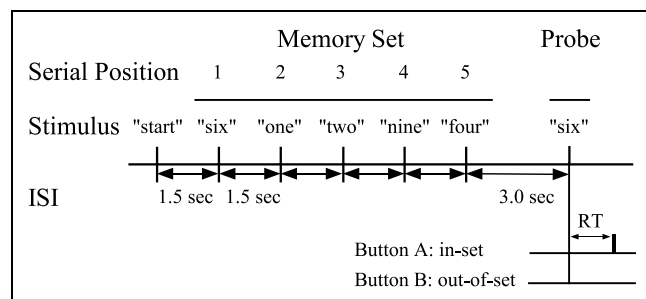 Memory Set Probe
Serial Position 1 2 3 4 5
Stimulus "start" "six" "one" "two" "nine" "four" "six"
ISI 1.5 sec 1.5 sec 3.0 sec
RT
Button A: in-set
Button B: out-of-set